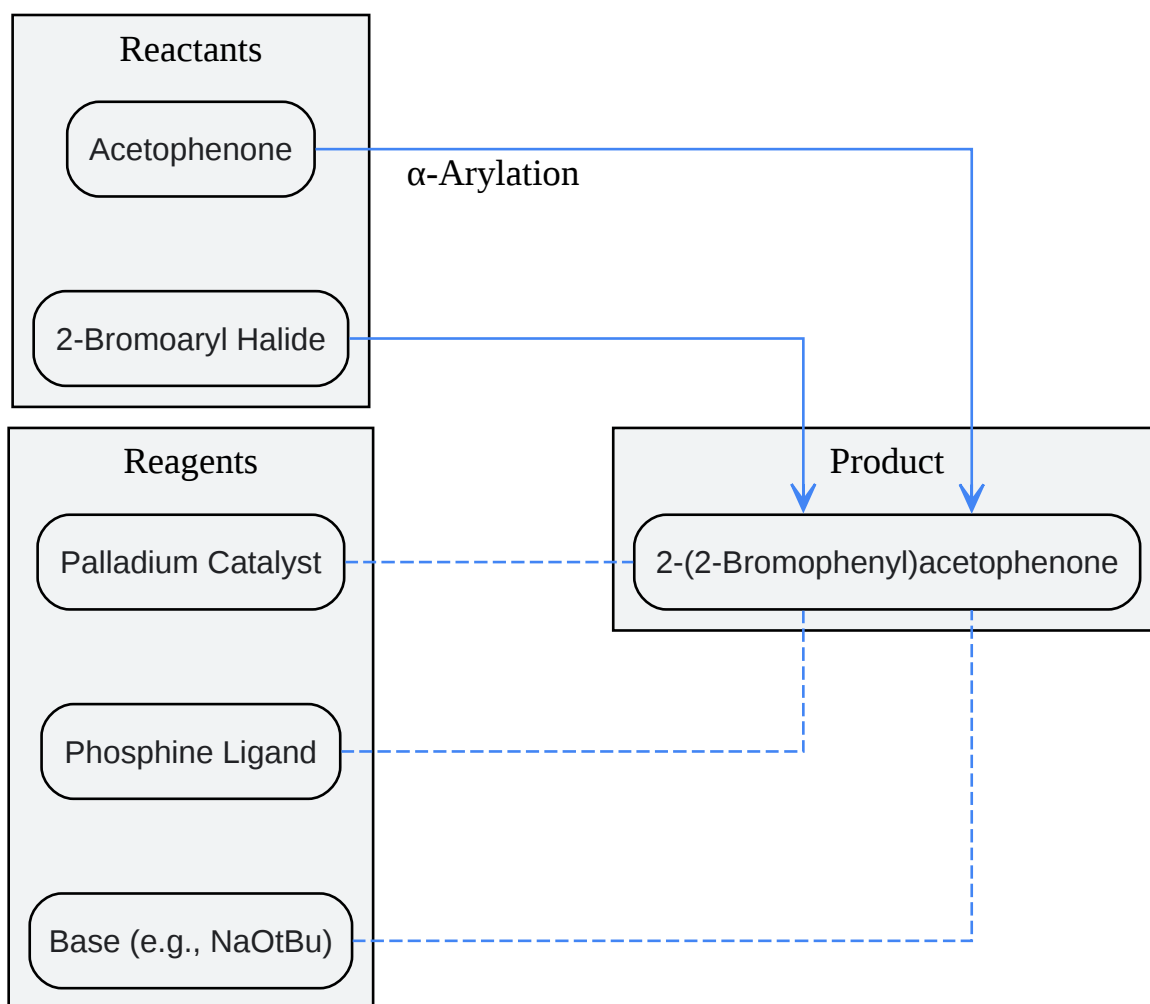 Reactants
Acetophenone
α-Arylation
2-Bromoaryl Halide
Reagents
Product
Palladium Catalyst
2-(2-Bromophenyl)acetophenone
Phosphine Ligand
Base (e.g., NaOtBu)